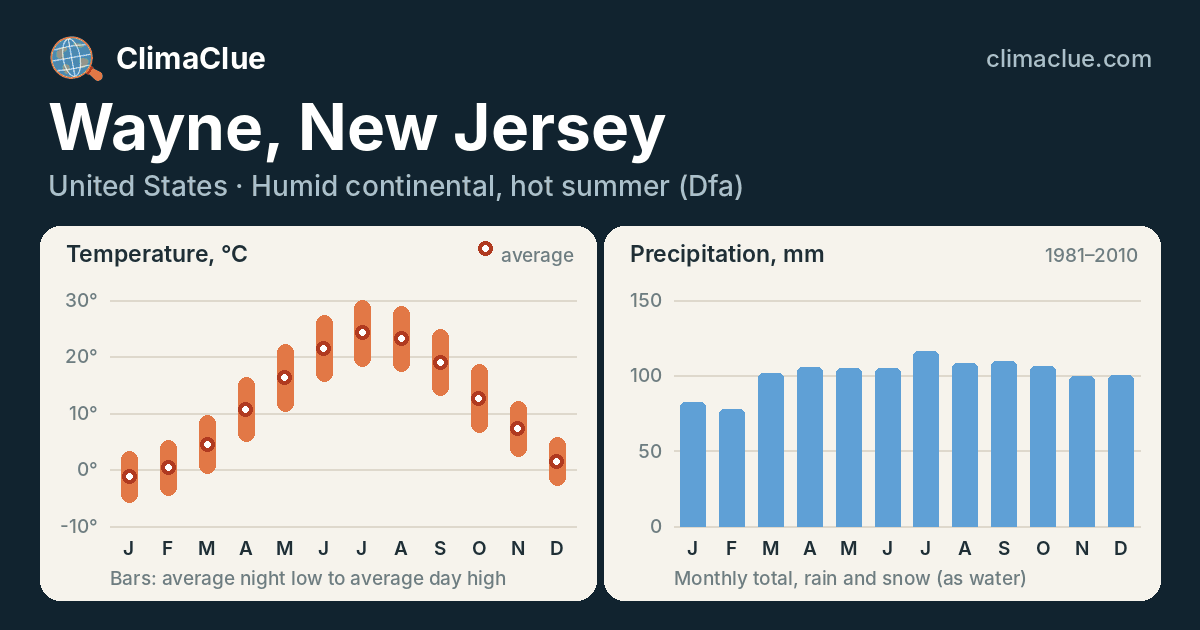 ClimaClue
climaclue.com
Wayne, New Jersey
United States · Humid continental, hot summer (Dfa)
Temperature, °C
average
30°
20°
10°
0°
-10°
J F M A M J J A S O N D
Bars: average night low to average day high
Precipitation, mm
1981–2010
150
100
50
0
J F M A M J J A S O N D
Monthly total, rain and snow (as water)